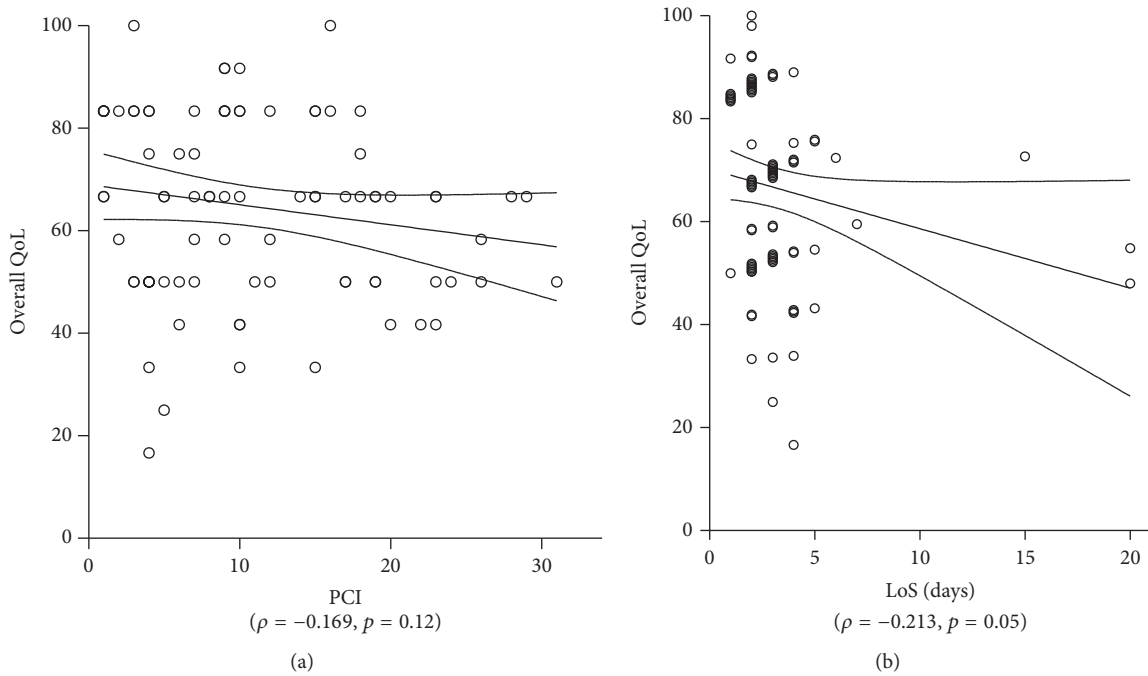 100
80
60
40
20
0
Overall QoL
0 10 20 30
PCI
(ρ = −0.169, p = 0.12)
(a)
100
80
60
40
20
0
Overall QoL
0 5 10 15 20
LoS (days)
(ρ = −0.213, p = 0.05)
(b)